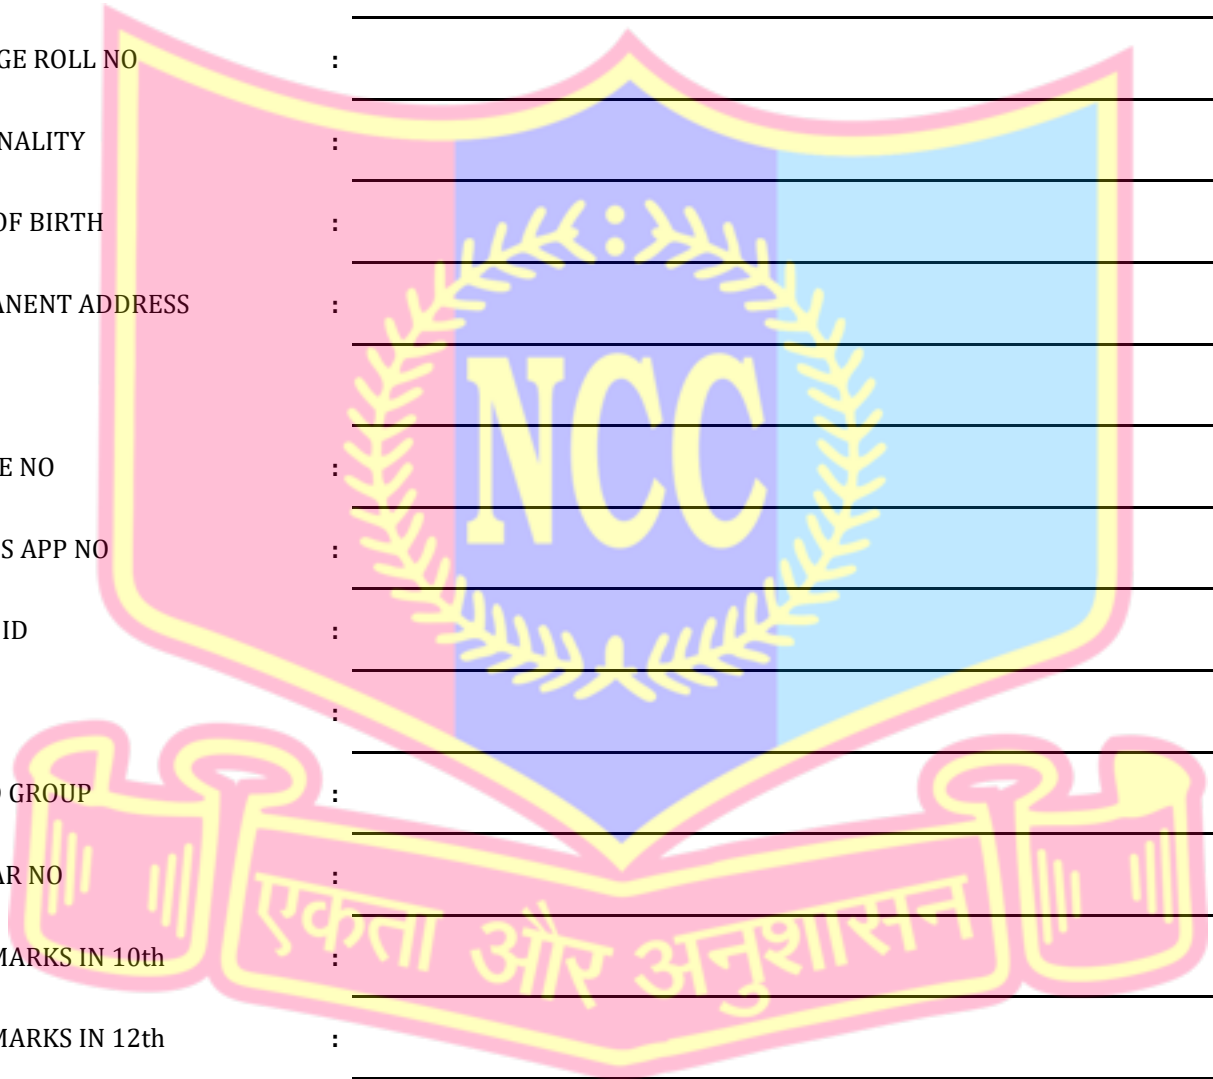 GE ROLL NO :
NALITY :
OF BIRTH :
ANENT ADDRESS :
E NO :
S APP NO :
ID :
:
GROUP :
AR NO :
MARKS IN 10th :
MARKS IN 12th :
NCC
एकता और अनुशासन